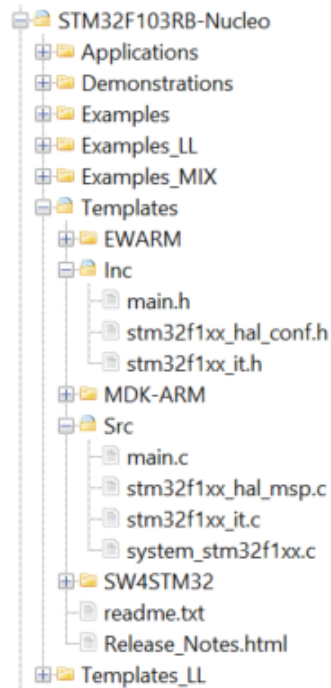 STM32F103RB-Nucleo
Applications
Demonstrations
Examples
Examples_LL
Examples_MIX
Templates
EWARM
Inc
main.h
stm32f1xx_hal_conf.h
stm32f1xx_it.h
MDK-ARM
Src
main.c
stm32f1xx_hal_msp.c
stm32f1xx_it.c
system_stm32f1xx.c
SW4STM32
readme.txt
Release_Notes.html
Templates_LL